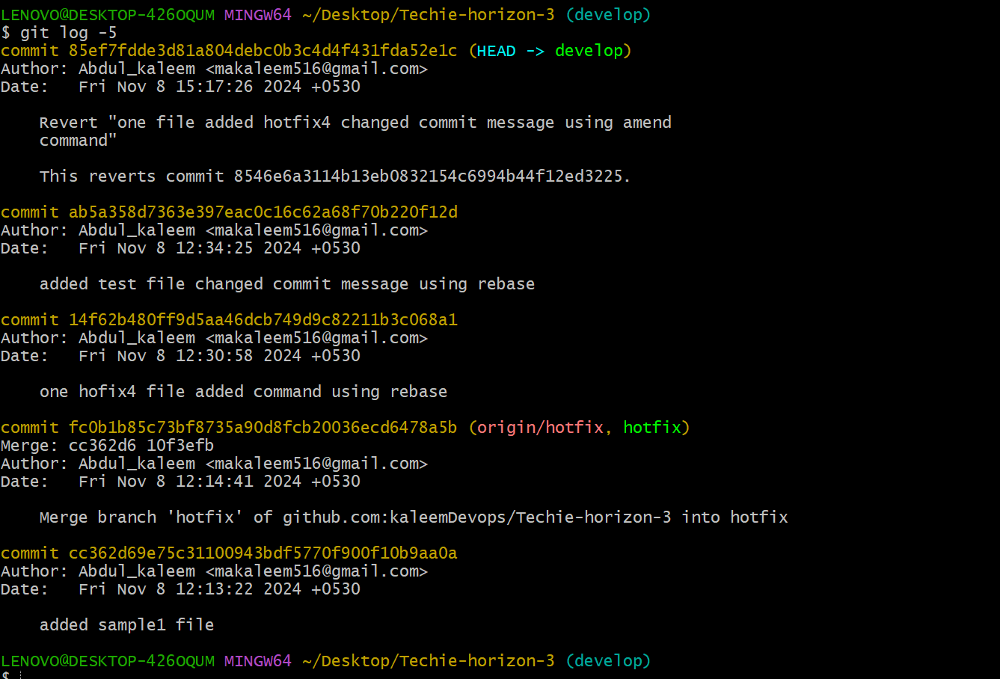 LENOVO@DESKTOP-426OQUM MINGW64 ~/Desktop/Techie-horizon-3 (develop)
$ git log -5
commit 85ef7fdde3d81a804debc0b3c4d4f431fda52e1c (HEAD -> develop)
Author: Abdul_kaleem <makaleem516@gmail.com>
Date:   Fri Nov 8 15:17:26 2024 +0530
Revert "one file added hotfix4 changed commit message using amend
command"
This reverts commit 8546e6a3114b13eb0832154c6994b44f12ed3225.
commit ab5a358d7363e397eac0c16c62a68f70b220f12d
Author: Abdul_kaleem <makaleem516@gmail.com>
Date:   Fri Nov 8 12:34:25 2024 +0530
added test file changed commit message using rebase
commit 14f62b480ff9d5aa46dcb749d9c82211b3c068a1
Author: Abdul_kaleem <makaleem516@gmail.com>
Date:   Fri Nov 8 12:30:58 2024 +0530
one hofix4 file added command using rebase
commit fc0b1b85c73bf8735a90d8fcb20036ecd6478a5b (origin/hotfix, hotfix)
Merge: cc362d6 10f3efb
Author: Abdul_kaleem <makaleem516@gmail.com>
Date:   Fri Nov 8 12:14:41 2024 +0530
Merge branch 'hotfix' of github.com:kaleemDevops/Techie-horizon-3 into hotfix
commit cc362d69e75c31100943bdf5770f900f10b9aa0a
Author: Abdul_kaleem <makaleem516@gmail.com>
Date:   Fri Nov 8 12:13:22 2024 +0530
added sample1 file
LENOVO@DESKTOP-426OQUM MINGW64 ~/Desktop/Techie-horizon-3 (develop)
$